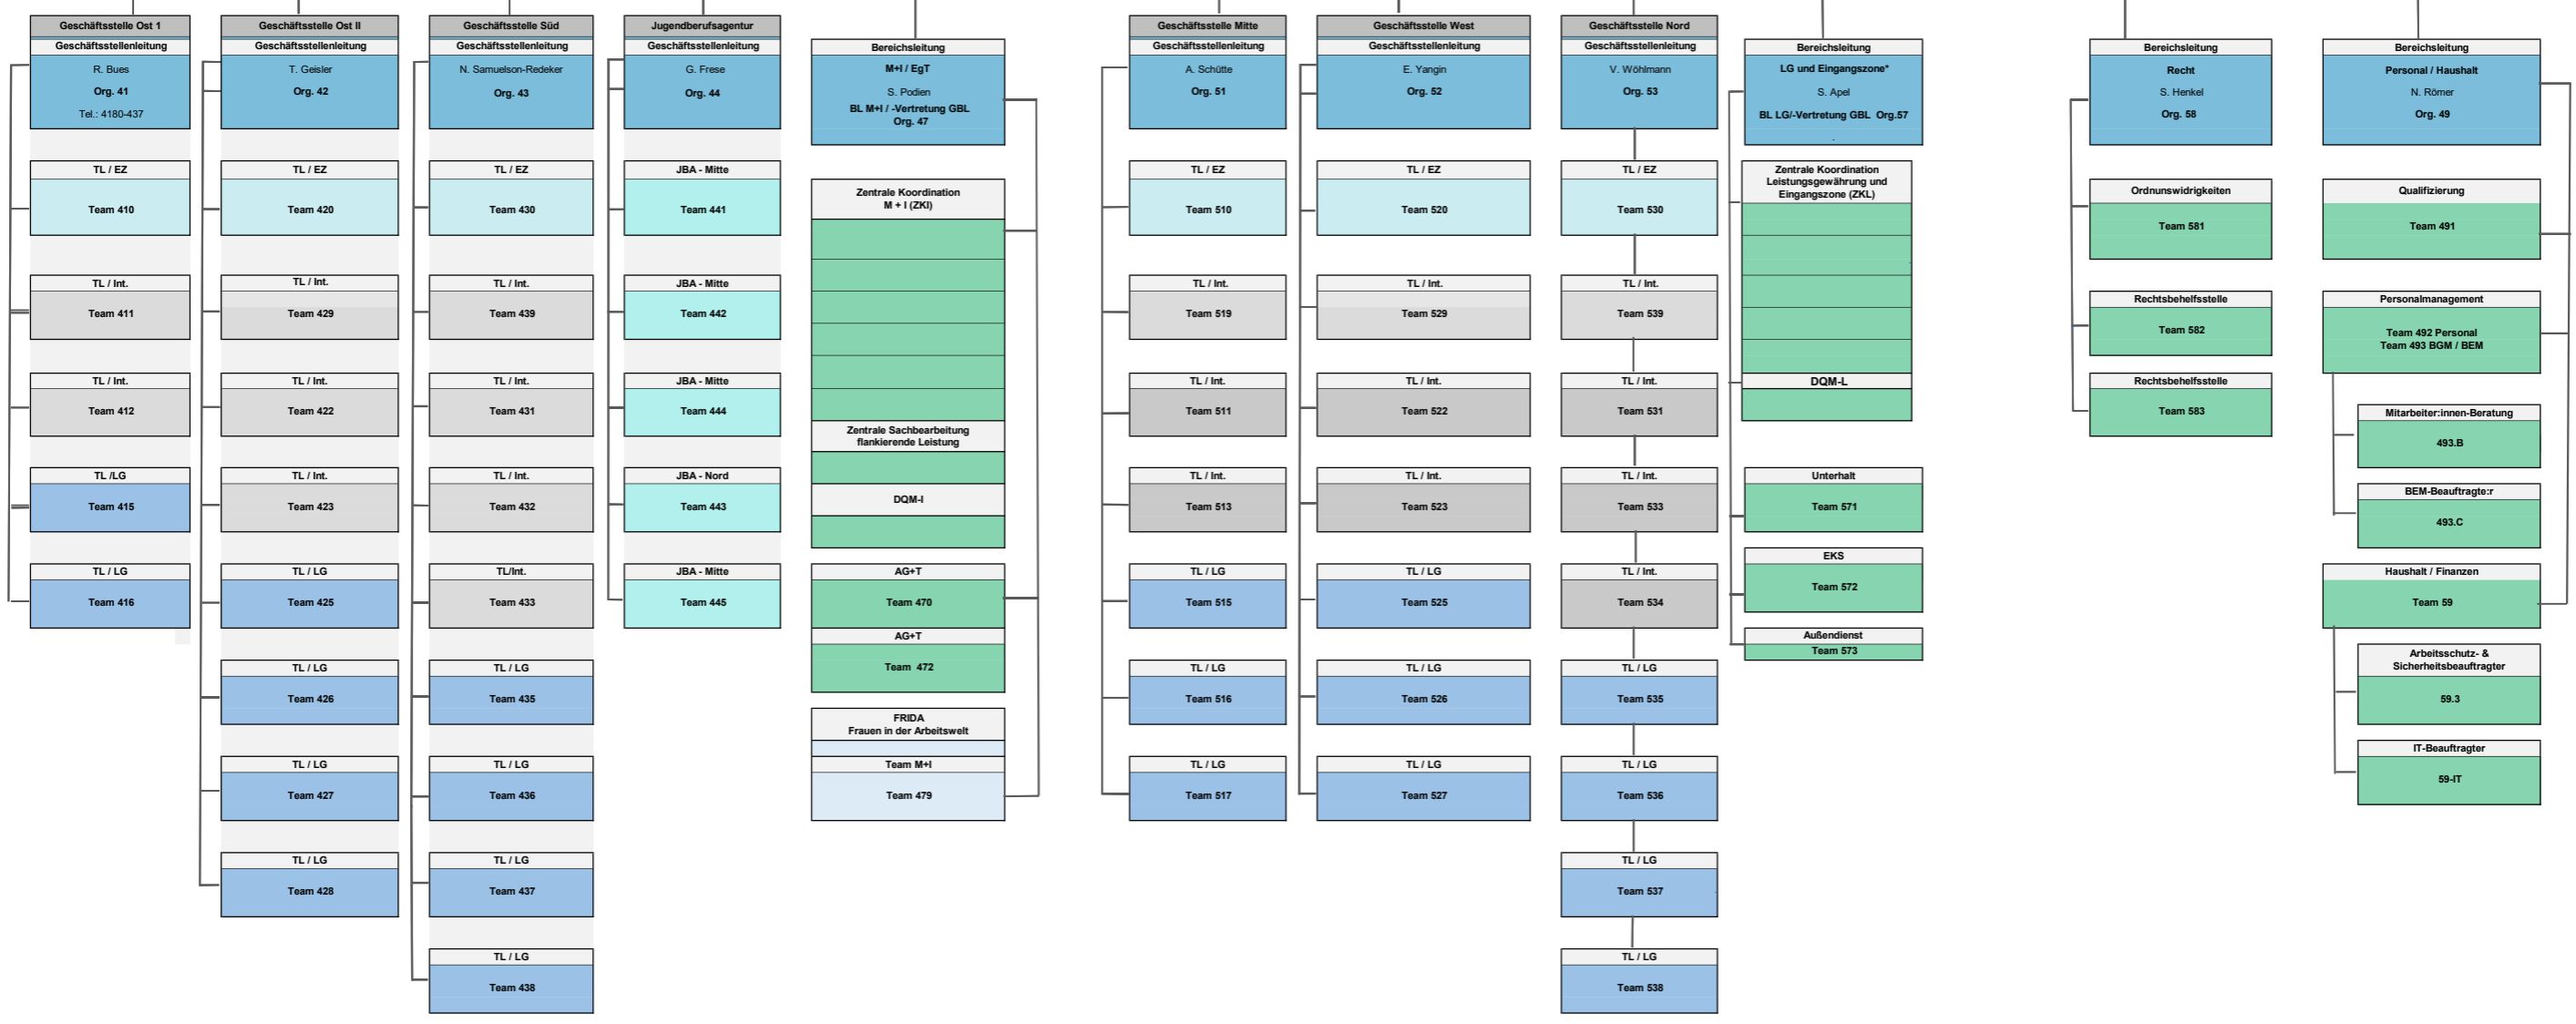 Geschäftsstelle Ost 1
Geschäftsstellenleitung
R. Bues
Org. 41
Tel.: 4180-437
TL / EZ
Team 410
TL / Int.
Team 411
TL / Int.
Team 412
TL /LG
Team 415
TL / LG
Team 416
Geschäftsstelle Ost II
Geschäftsstellenleitung
T. Geisler
Org. 42
TL / EZ
Team 420
TL / Int.
Team 429
TL / Int.
Team 422
TL / Int.
Team 423
TL / LG
Team 425
TL / LG
Team 426
TL / LG
Team 427
TL / LG
Team 428
Geschäftsstelle Süd
Geschäftsstellenleitung
N. Samuelson-Redeker
Org. 43
TL / EZ
Team 430
TL / Int.
Team 439
TL / Int.
Team 431
TL / Int.
Team 432
TL/Int.
Team 433
TL / LG
Team 435
TL / LG
Team 436
TL / LG
Team 437
TL / LG
Team 438
Jugendberufsagentur
Geschäftsstellenleitung
G. Frese
Org. 44
JBA - Mitte
Team 441
JBA - Mitte
Team 442
JBA - Mitte
Team 444
JBA - Nord
Team 443
JBA - Mitte
Team 445
Bereichsleitung
M+I / EgT
S. Podien
BL M+I / -Vertretung GBL
Org. 47
Zentrale Koordination
M + I (ZKI)
Zentrale Sachbearbeitung
flankierende Leistung
DQM-I
AG+T
Team 470
AG+T
Team 472
FRIDA
Frauen in der Arbeitswelt
Team M+I
Team 479
Geschäftsstelle Mitte
Geschäftsstellenleitung
A. Schütte
Org. 51
TL / EZ
Team 510
TL / Int.
Team 519
TL / Int.
Team 511
TL / Int.
Team 513
TL / LG
Team 515
TL / LG
Team 516
TL / LG
Team 517
Geschäftsstelle West
Geschäftsstellenleitung
E. Yangin
Org. 52
TL / EZ
Team 520
TL / Int.
Team 529
TL / Int.
Team 522
TL / Int.
Team 523
TL / LG
Team 525
TL / LG
Team 526
TL / LG
Team 527
Geschäftsstelle Nord
Geschäftsstellenleitung
V. Wöhlmann
Org. 53
TL / EZ
Team 530
TL / Int.
Team 539
TL / Int.
Team 531
TL / Int.
Team 533
TL / Int.
Team 534
TL / LG
Team 535
TL / LG
Team 536
TL / LG
Team 537
TL / LG
Team 538
Bereichsleitung
LG und Eingangszone*
S. Apel
BL LG/-Vertretung GBL Org.57
.
Zentrale Koordination
Leistungsgewährung und
Eingangszone (ZKL)
DQM-L
Unterhalt
Team 571
EKS
Team 572
Außendienst
Team 573
Bereichsleitung
Recht
S. Henkel
Org. 58
Ordnunswidrigkeiten
Team 581
Rechtsbehelfsstelle
Team 582
Rechtsbehelfsstelle
Team 583
Bereichsleitung
Personal / Haushalt
N. Römer
Org. 49
Qualifizierung
Team 491
Personalmanagement
Team 492 Personal
Team 493 BGM / BEM
Mitarbeiter:innen-Beratung
493.B
BEM-Beauftragte:r
493.C
Haushalt / Finanzen
Team 59
Arbeitsschutz- &
Sicherheitsbeauftragter
59.3
IT-Beauftragter
59-IT